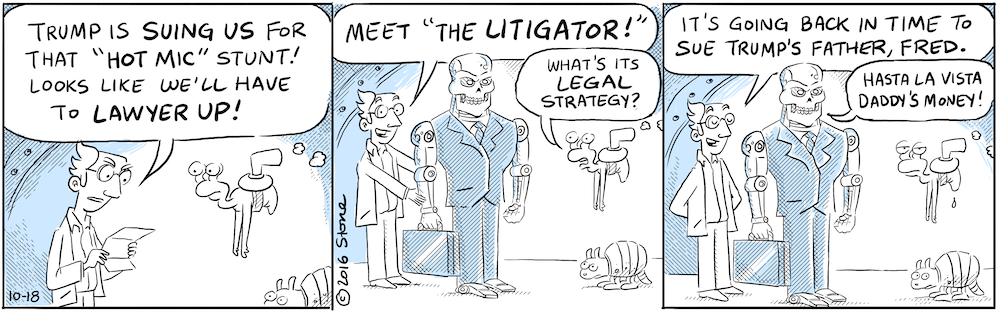 TRUMP IS SUING US FOR
THAT "HOT MIC" STUNT!
LOOKS LIKE WE'LL HAVE
TO LAWYER UP!
10-18
MEET "THE LITIGATOR!"
WHAT'S ITS
LEGAL
STRATEGY?
©2016 Stone
IT'S GOING BACK IN TIME TO
SUE TRUMP'S FATHER, FRED.
HASTA LA VISTA
DADDY'S MONEY!